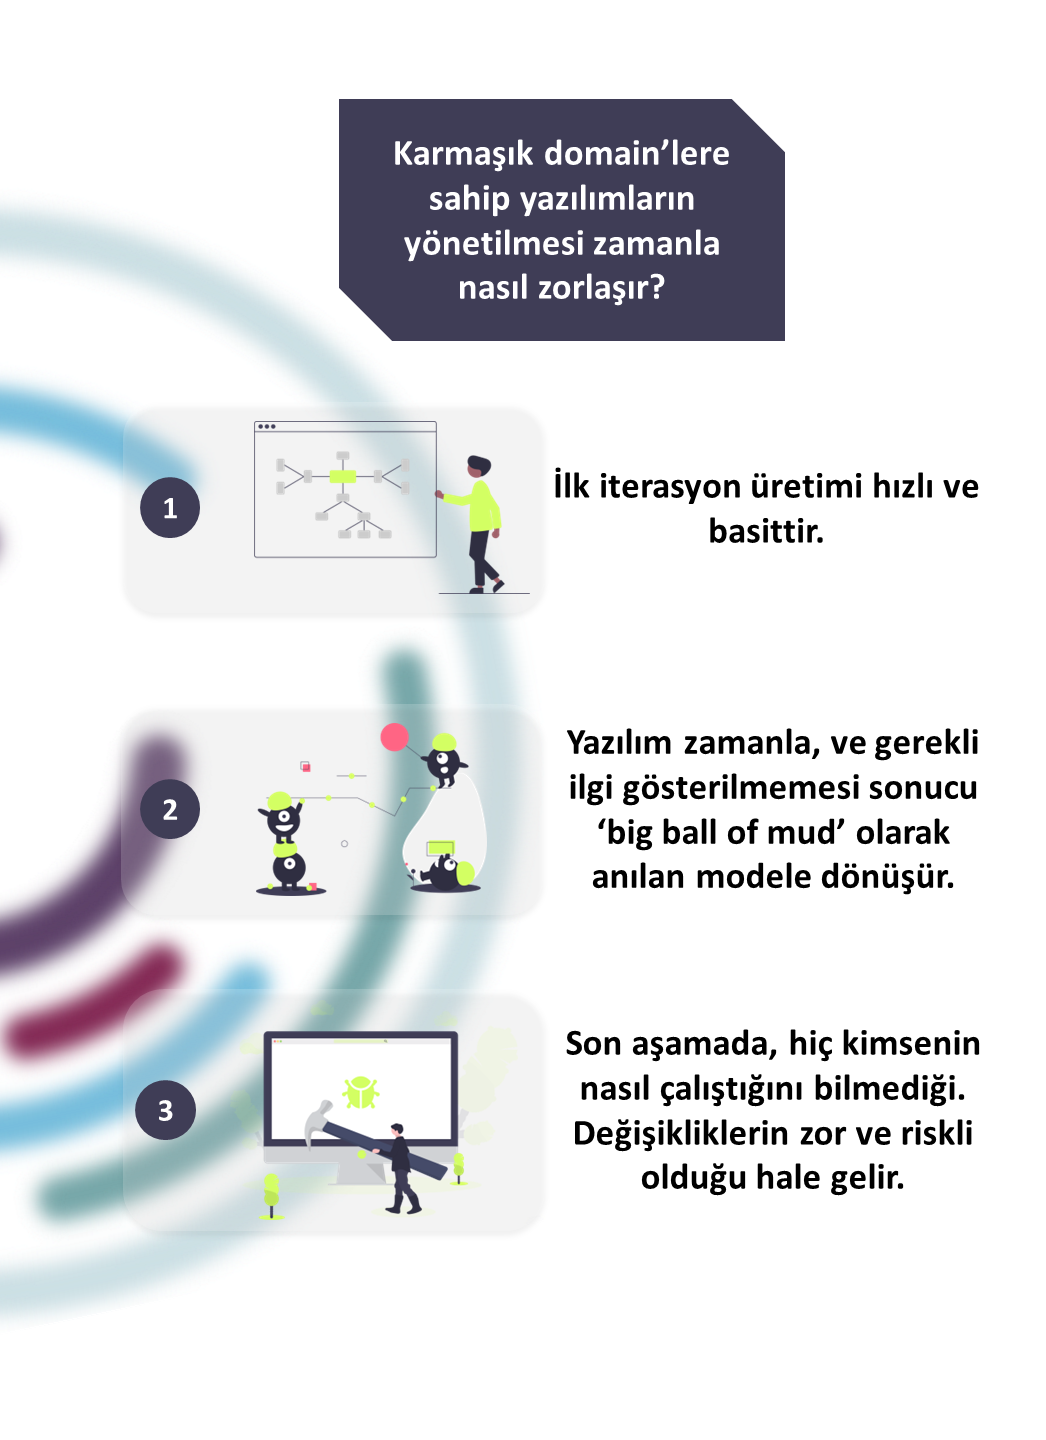 Karmaşık domain’lere
sahip yazılımların
yönetilmesi zamanla
nasıl zorlaşır?
1
İlk iterasyon üretimi hızlı ve
basittir.
2
Yazılım zamanla, ve gerekli
ilgi gösterilmemesi sonucu
‘big ball of mud’ olarak
anılan modele dönüşür.
3
Son aşamada, hiç kimsenin
nasıl çalıştığını bilmediği.
Değişikliklerin zor ve riskli
olduğu hale gelir.